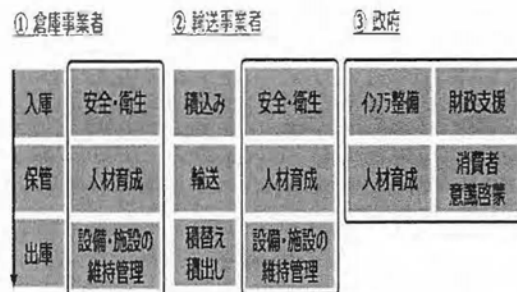 ① 倉庫事業者
② 輸送事業者
③ 政府
入庫
安全・衛生
積込み
安全・衛生
インフラ整備
財政支援
保管
人材育成
輸送
人材育成
人材育成
消費者
意識啓蒙
出庫
設備・施設の
維持管理
積替え
積出し
設備・施設の
維持管理